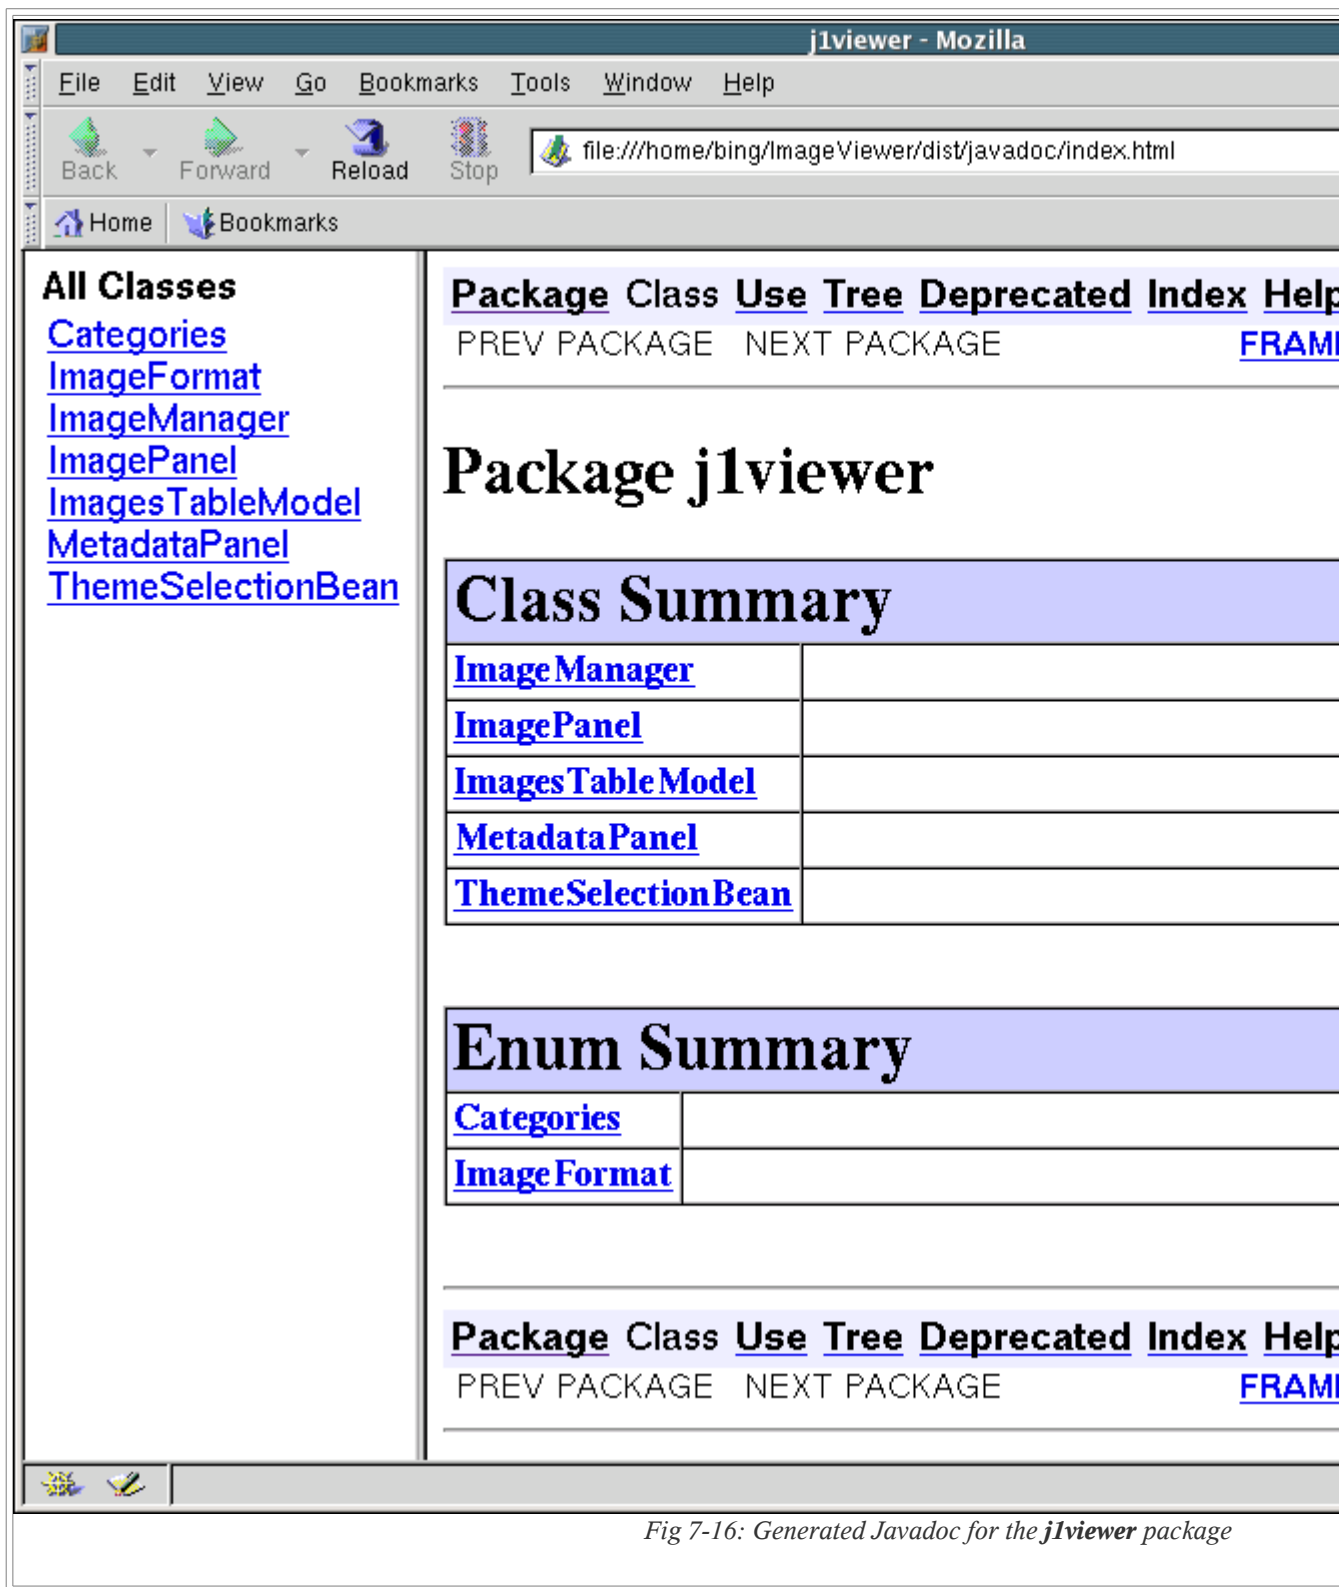 j1viewer - Mozilla
File Edit View Go Bookmarks Tools Window Help
Back Forward Reload Stop file:///home/bing/ImageViewer/dist/javadoc/index.html
Home Bookmarks
All Classes
Categories
ImageFormat
ImageManager
ImagePanel
ImagesTableModel
MetadataPanel
ThemeSelectionBean
Package Class Use Tree Deprecated Index Help
PREV PACKAGE NEXT PACKAGE
Package j1viewer
Class Summary
ImageManager
ImagePanel
ImagesTableModel
MetadataPanel
ThemeSelectionBean
Enum Summary
Categories
ImageFormat
Package Class Use Tree Deprecated Index Help
PREV PACKAGE NEXT PACKAGE
Fig 7-16: Generated Javadoc for the j1viewer package